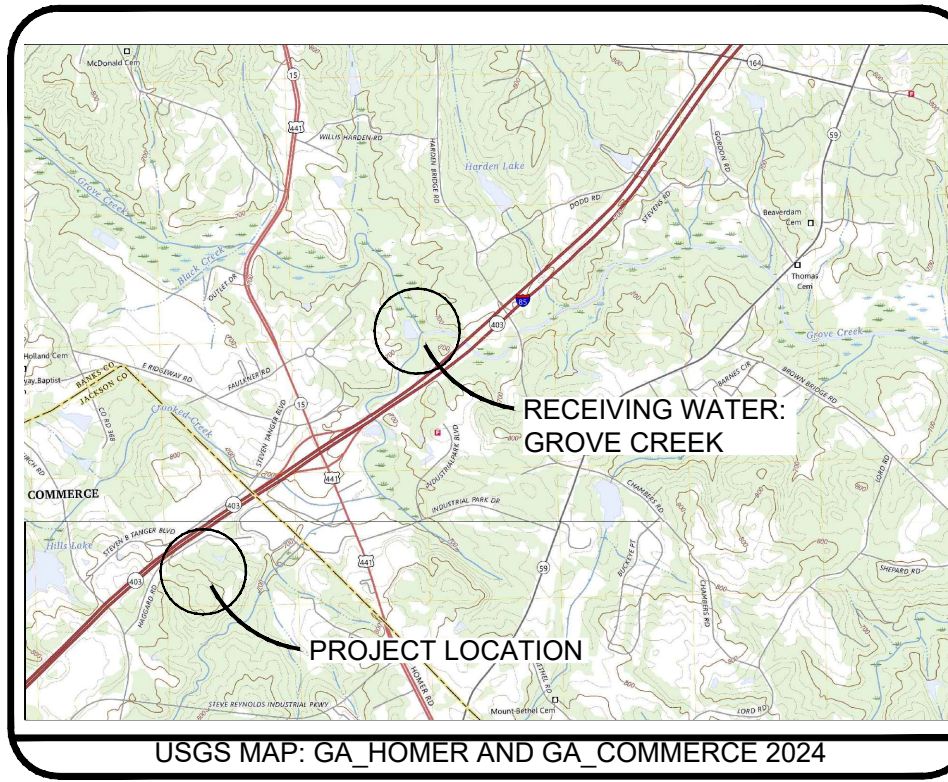 McDonald Cem
800
15
441
WILLIS HARDEN RD
HARDEN BRIDGE RD
Harden Lake
164
59
GORDON RD
DODD RD
STEVENS RD
Beaverdam
Cem
Thomas
Cem
Grove Creek
Black Creek
OUTLET DR
85
403
Grove Creek
Holland Cem
E RIDGEWAY RD
FAULKNER RD
BANKS CO
JACKSON CO
CO RD 368
Crooked Creek
STEVEN TANGER BLVD
15
441
BARNES CIR
BROWN BRIDGE RD
RECEIVING WATER:
GROVE CREEK
INDUSTRIAL PARK BLVD
INDUSTRIAL PARK DR
CHAMBERS RD
LORD RD
COMMERCE
403
STEVEN B TANGER BLVD
Hills Lake
403
HAGGARD RD
441
59
BUCKEYE PT
CHAMBERS RD
SHEPARD RD
PROJECT LOCATION
HOMER RD
STEVE REYNOLDS INDUSTRIAL PKWY
Mount Bethel Cem
LORD RD
USGS MAP: GA_HOMER AND GA_COMMERCE 2024